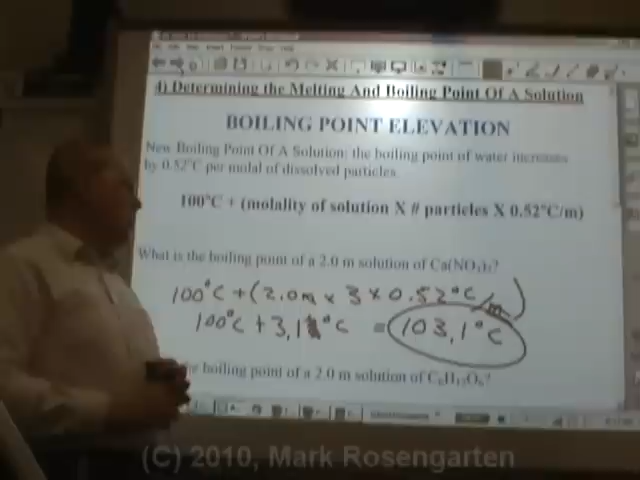 4) Determining the Melting And Boiling Point Of A Solution
BOILING POINT ELEVATION
New Boiling Point Of A Solution: the boiling point of water increases
by 0.52°C per molal of dissolved particles.
100°C + (molality of solution X # particles X 0.52°C/m)
What is the boiling point of a 2.0 m solution of Ca(NO₃)₂?
100°C + (2.0m x 3 x 0.52°C/m)
100°C + 3.1°C = 103.1°C
boiling point of a 2.0 m solution of C₆H₁₂O₆?
(C) 2010, Mark Rosengarten